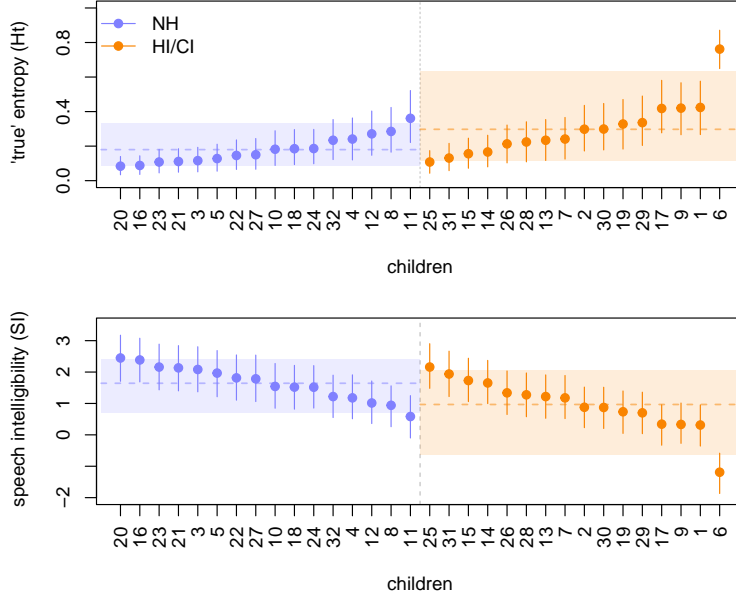 'true' entropy (Ht)
0.8
0.4
0.0
NH
HI/CI
20 16 23 21 3 5 22 27 10 18 24 32 4 12 8 11 25 31 15 14 26 28 13 7 2 30 19 29 17 9 1 6
children
speech intelligibility (SI)
3
2
1
0
−2
20 16 23 21 3 5 22 27 10 18 24 32 4 12 8 11 25 31 15 14 26 28 13 7 2 30 19 29 17 9 1 6
children